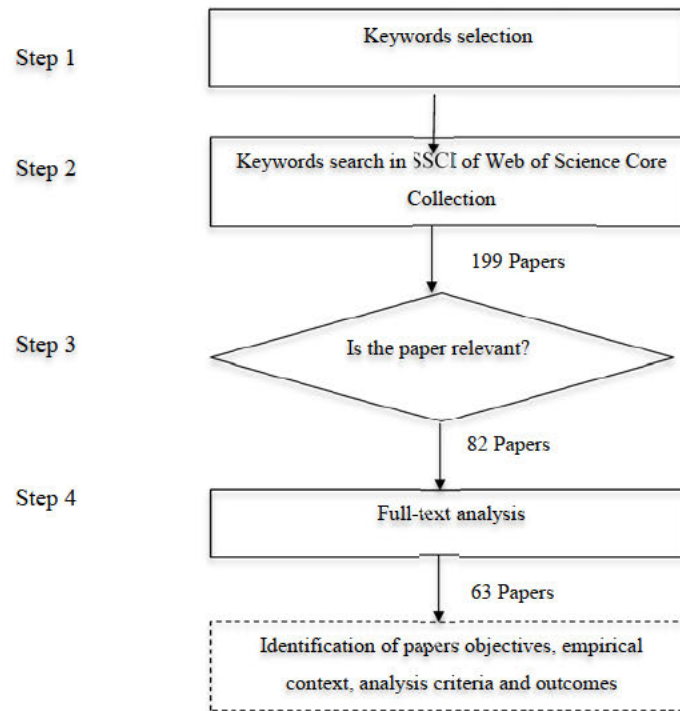 Step 1
Keywords selection
Step 2
Keywords search in SSCI of Web of Science Core
Collection
199 Papers
Step 3
Is the paper relevant?
82 Papers
Step 4
Full-text analysis
63 Papers
Identification of papers objectives, empirical
context, analysis criteria and outcomes